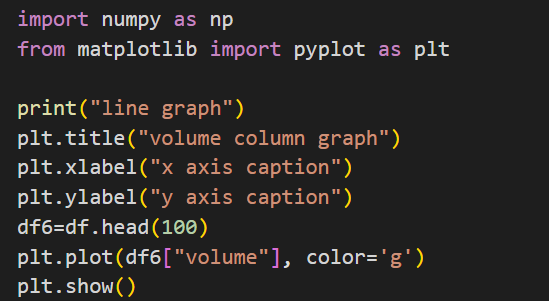 import numpy as np
from matplotlib import pyplot as plt
print("line graph")
plt.title("volume column graph")
plt.xlabel("x axis caption")
plt.ylabel("y axis caption")
df6=df.head(100)
plt.plot(df6["volume"], color='g')
plt.show()